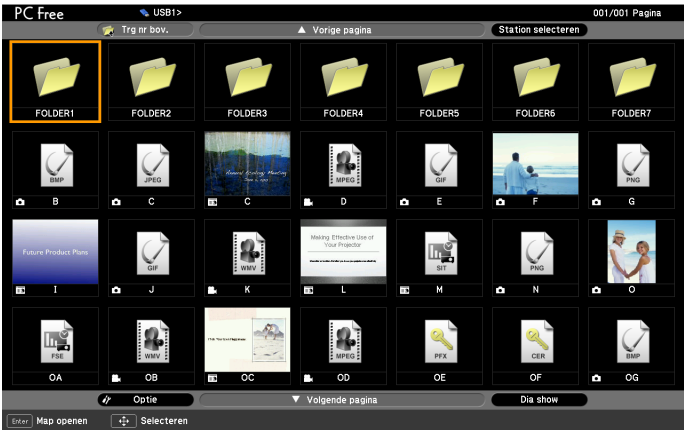 PC Free USB1> 001/001 Pagina
Trg nr bov. ▲ Vorige pagina Station selecteren
FOLDER1 FOLDER2 FOLDER3 FOLDER4 FOLDER5 FOLDER6 FOLDER7
BMP JPEG Annual Ecology Meeting MPEG GIF PNG
B C C D E F G
Future Product Plans GIF WMV Making Effective Use of
Your Projector
SIT PNG
I J K L M N O
FSE WMV MPEG PFX CER BMP
OA OB OC OD OE OF OG
Optie ▼ Volgende pagina Dia show
Enter Map openen Selecteren